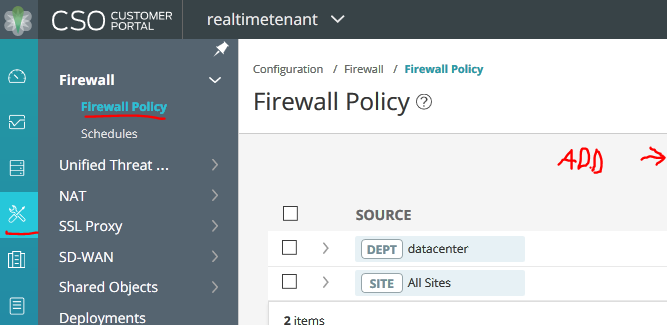 CSO CUSTOMER PORTAL
realtimetenant
Firewall
Firewall Policy
Schedules
Unified Threat ...
NAT
SSL Proxy
SD-WAN
Shared Objects
Deployments
Configuration / Firewall / Firewall Policy
Firewall Policy ?
ADD →
SOURCE
DEPT datacenter
SITE All Sites
2 items